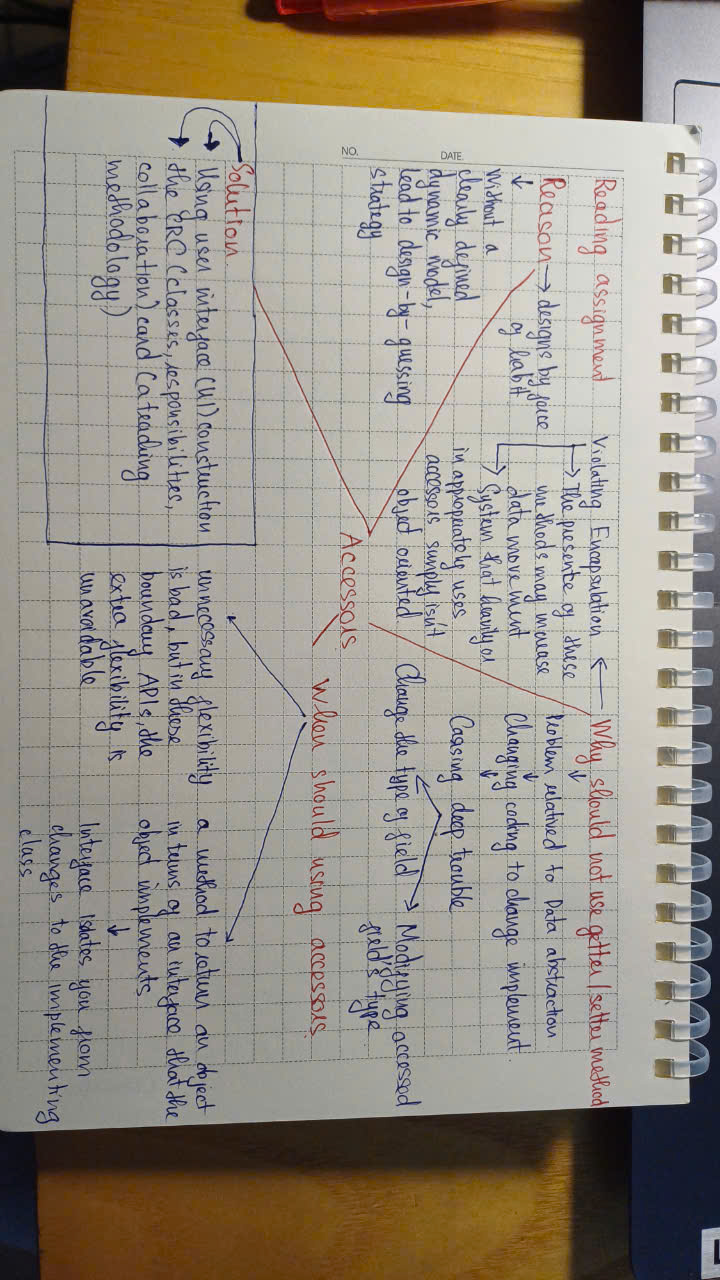 NO.
DATE.
Reading assignment
Reason → designs by force
of habit
↓
without a
clearly defined
dynamic model,
lead to design-by-guessing
strategy
Violating Encapsulation ←
→ The presence of these
methods may increase
data movement
→ System that heavily or
in appropriately uses
accessors simply isn't
object oriented
Why should not use getter/setter method
↓
Problem relatived to Data abstraction
↓
Changing coding to change implement.
↓
Causing deep trouble
Change the type of field
→ Modifying accessed
field's type
Accessors
When should using accessors.
unnecessary flexibility
is bad, but in these
boundary APIs, the
extra flexibility is
unavoidable
a method to return an object
in terms of an interface that the
object implements
↓
Interface Isolates you from
changes to the implementing
class
Solution
→ Using user interface (UI) construction
→ the CRC (classes, responsibilities,
collaboration) card (a teaching
methodology)